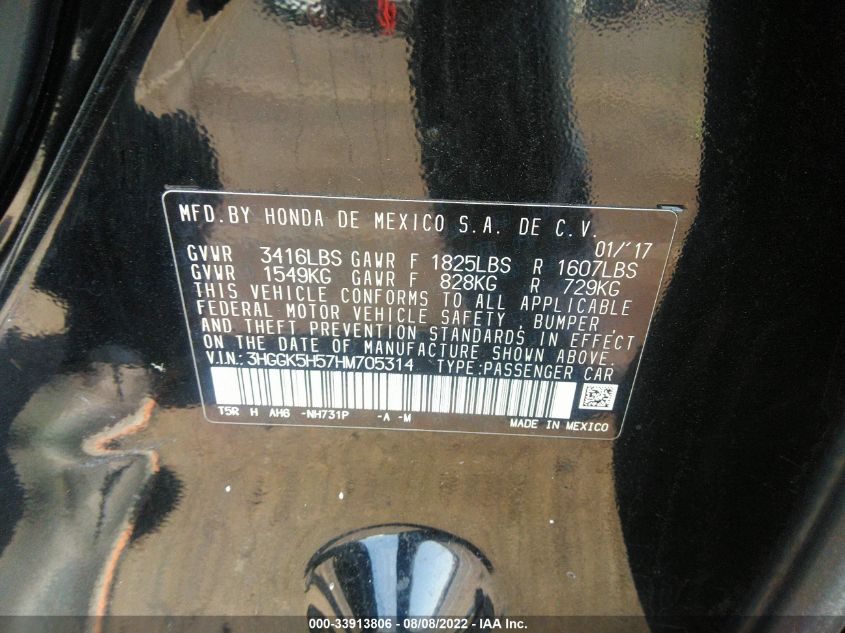 MFD.BY HONDA DE MEXICO S.A. DE C.V.
01/'17
GVWR 3416LBS GAWR F 1825LBS R 1607LBS
GVWR 1549KG GAWR F 828KG R 729KG
THIS VEHICLE CONFORMS TO ALL APPLICABLE
FEDERAL MOTOR VEHICLE SAFETY, BUMPER,
AND THEFT PREVENTION STANDARDS IN EFFECT
ON THE DATE OF MANUFACTURE SHOWN ABOVE.
V.IN.:3HGGK5H57HM705314 TYPE:PASSENGER CAR
T5R H AH6 -NH731P -A -M
MADE IN MEXICO
000-33913806 - 08/08/2022 - IAA Inc.